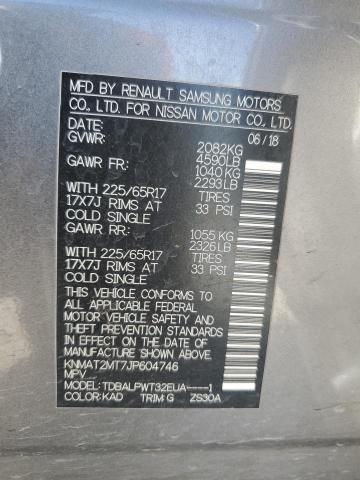 MFD BY RENAULT SAMSUNG MOTORS
CO., LTD. FOR NISSAN MOTOR CO., LTD.
DATE: 06/18
GVWR: 2082KG
4590LB
GAWR FR: 1040 KG
2293LB
WITH 225/65R17 TIRES
17X7J RIMS AT 33 PSI
COLD SINGLE
GAWR RR: 1055 KG
2326LB
WITH 225/65R17 TIRES
17X7J RIMS AT 33 PSI
COLD SINGLE
THIS VEHICLE CONFORMS TO
ALL APPLICABLE FEDERAL
MOTOR VEHICLE SAFETY AND
THEFT PREVENTION STANDARDS
IN EFFECT ON THE DATE OF
MANUFACTURE SHOWN ABOVE.
KNMAT2MT7JP604746
MPV
MODEL: TDBALPWT32EUA----1
COLOR: KAD TRIM: G ZS30A